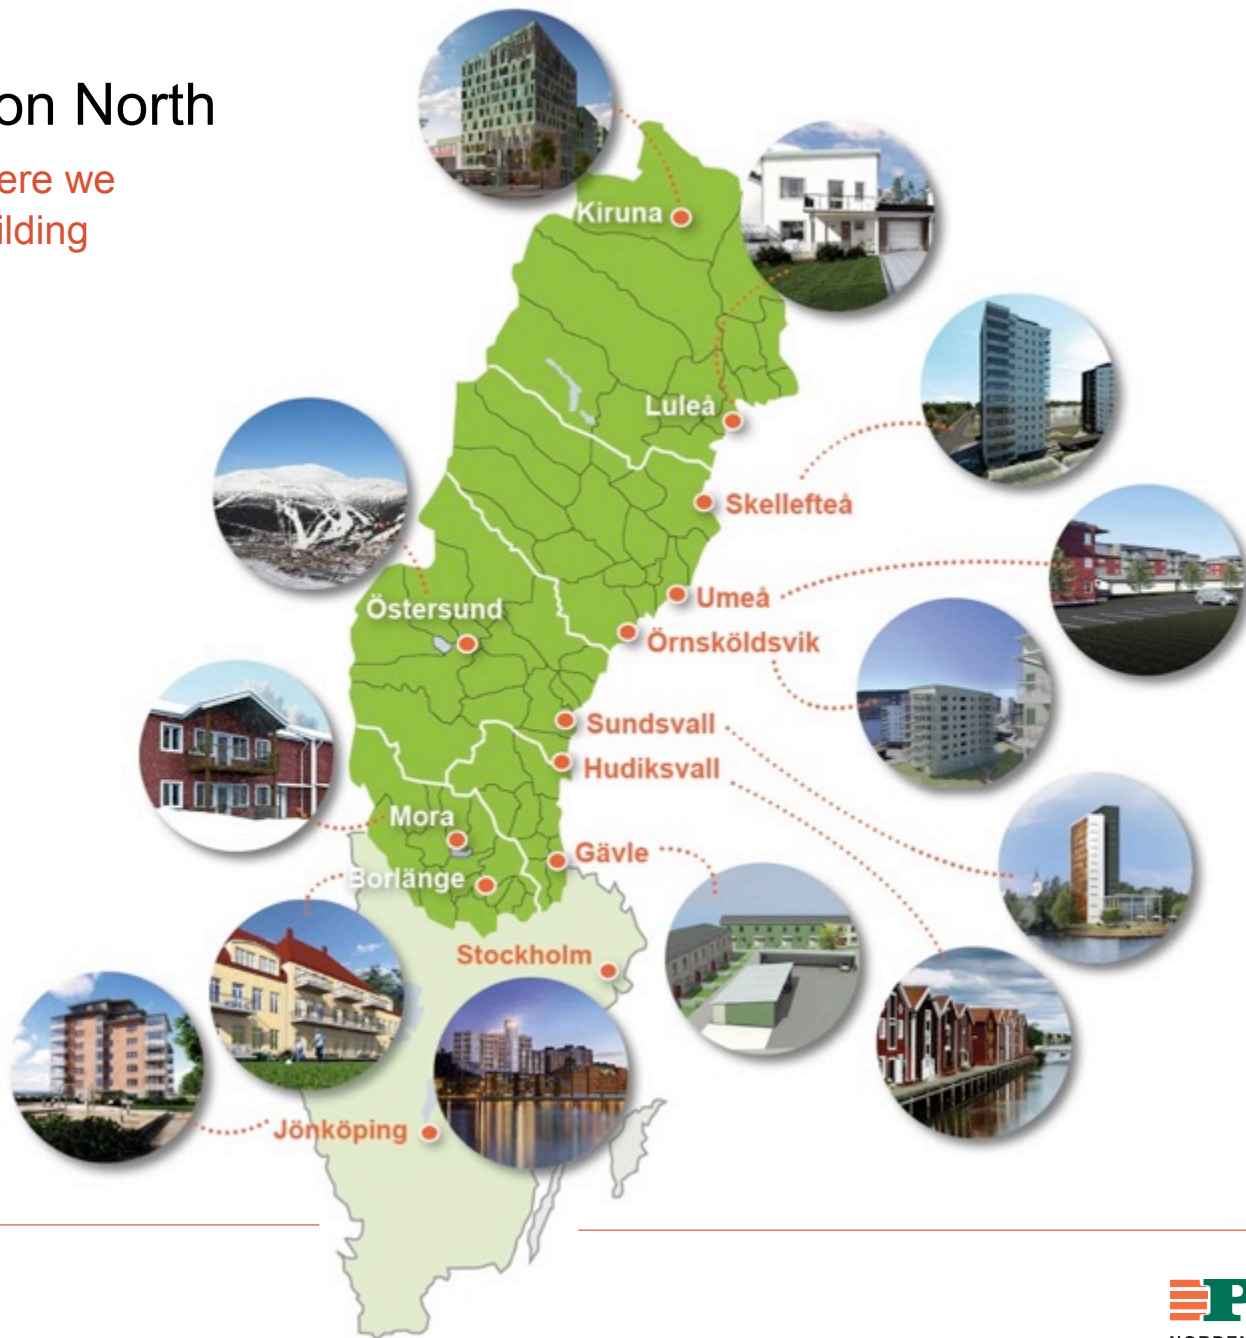 on North
ere we
ilding
Kiruna
Luleå
Skellefteå
Umeå
Östersund
Örnsköldsvik
Sundsvall
Hudiksvall
Mora
Gävle
Borlänge
Stockholm
Jönköping
P